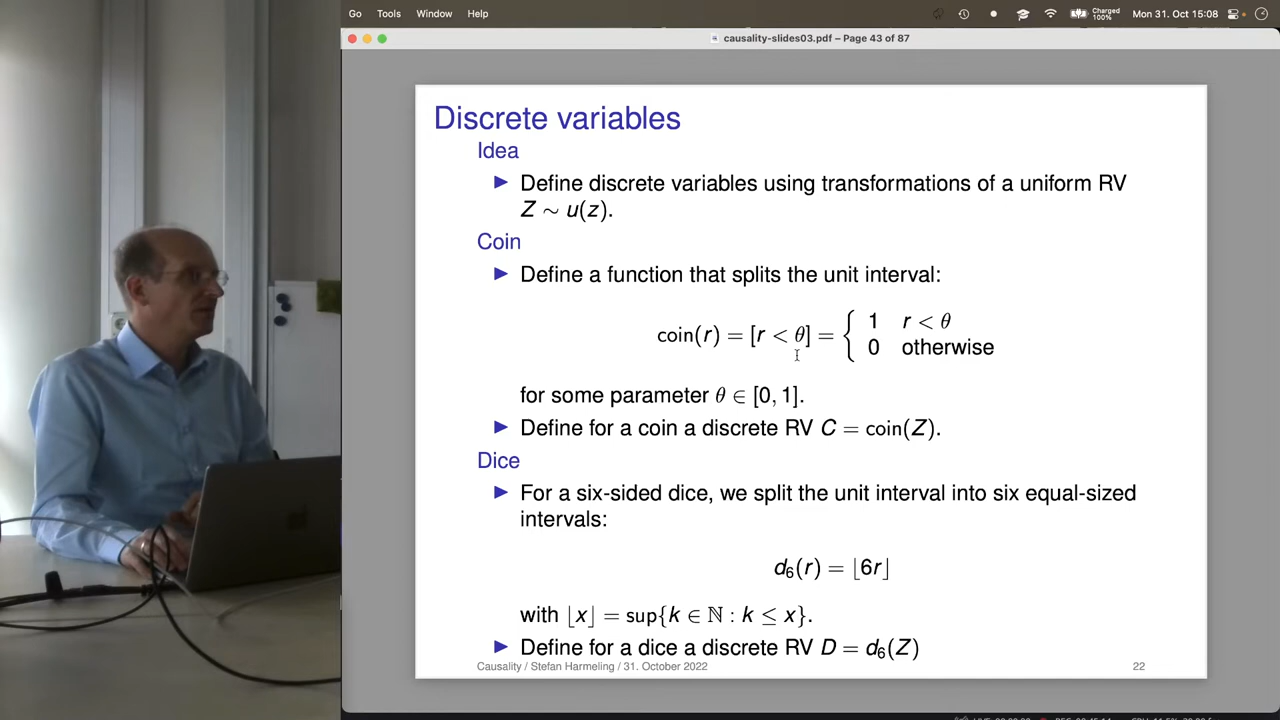 Go Tools Window Help
Charged 100% Mon 31. Oct 15:08
causality-slides03.pdf – Page 43 of 87
Discrete variables
Idea
▶ Define discrete variables using transformations of a uniform RV
Z ∼ u(z).
Coin
▶ Define a function that splits the unit interval:
coin(r) = [r < θ] = { 1 r < θ
0 otherwise
for some parameter θ ∈ [0, 1].
▶ Define for a coin a discrete RV C = coin(Z).
Dice
▶ For a six-sided dice, we split the unit interval into six equal-sized
intervals:
d₆(r) = ⌊6r⌋
with ⌊x⌋ = sup{k ∈ ℕ : k ≤ x}.
▶ Define for a dice a discrete RV D = d₆(Z)
Causality / Stefan Harmeling / 31. October 2022 22